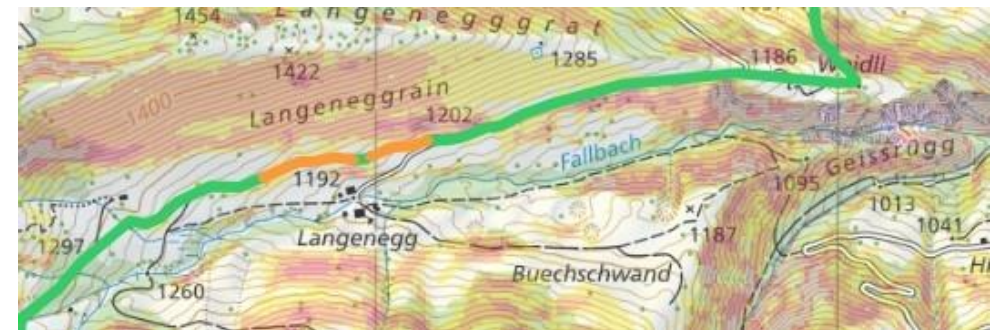 1454
Langenegggrat
1285
1186
Weidli
1422
1400
Langeneggrain
1202
Fallbach
Geissrugg
1192
1095
1013
1041
1297
Langenegg
1187
Buechschwand
1260